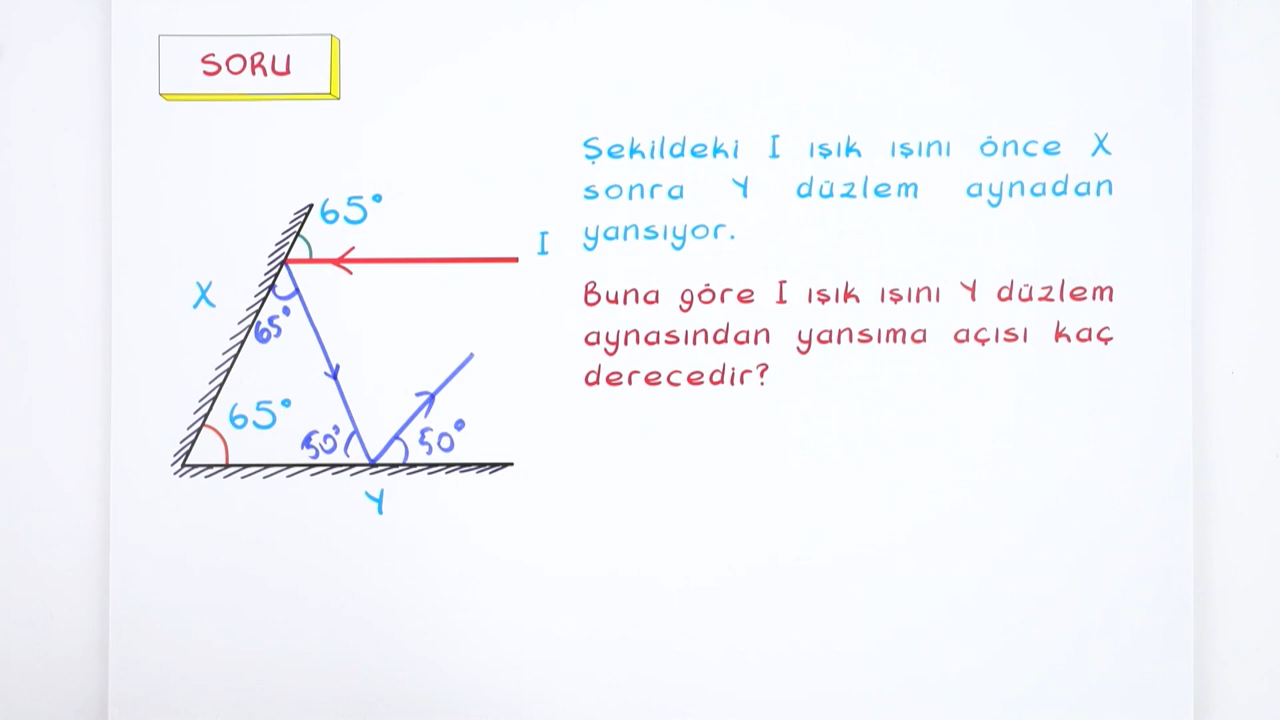 SORU
Şekildeki I ışık ışını önce X
sonra Y düzlem aynadan
yansıyor.
Buna göre I ışık ışını Y düzlem
aynasından yansıma açısı kaç
derecedir?
65°
I
X
65°
65°
50°
50°
Y